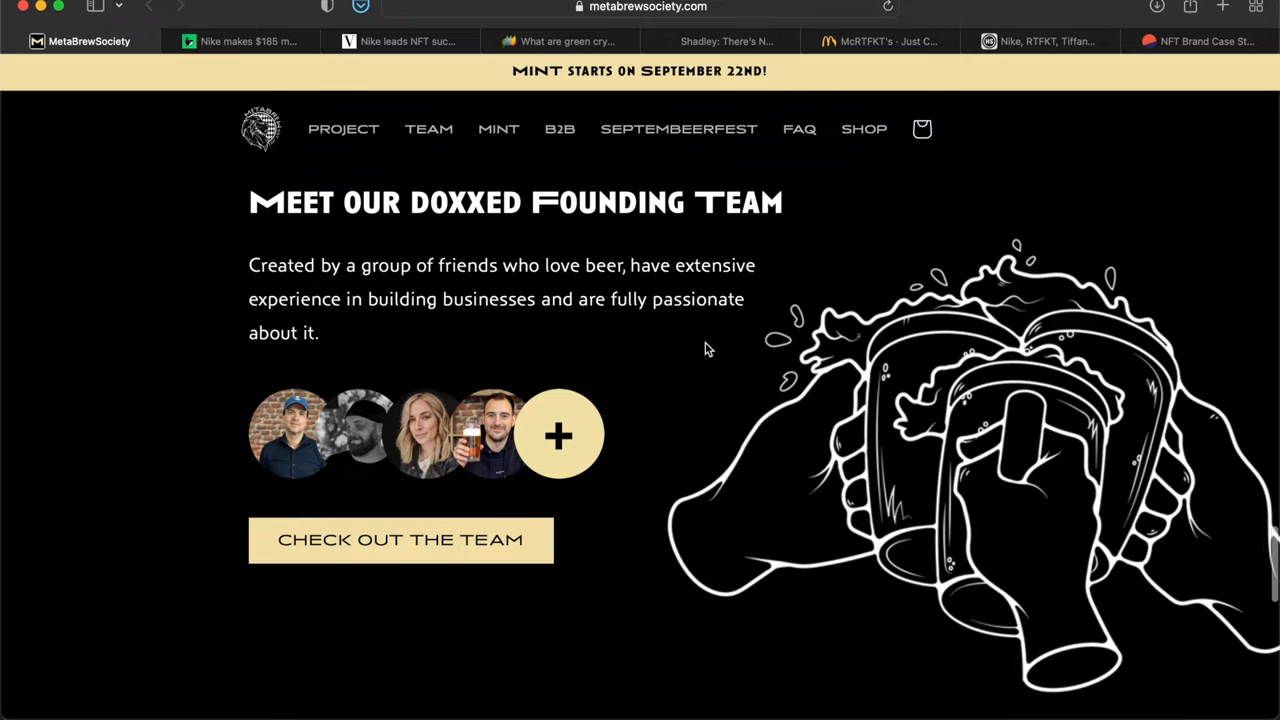 metabrewsociety.com
MetaBrewSociety
Nike makes $185 m...
Nike leads NFT suc...
What are green cry...
Shadley: There's N...
McRTFKT's - Just C...
Nike, RTFKT, Tiffan...
NFT Brand Case St...
MINT STARTS ON SEPTEMBER 22ND!
METABREW
PROJECT
TEAM
MINT
B2B
SEPTEMBEERFEST
FAQ
SHOP
MEET OUR DOXXED FOUNDING TEAM
Created by a group of friends who love beer, have extensive
experience in building businesses and are fully passionate
about it.
CHECK OUT THE TEAM